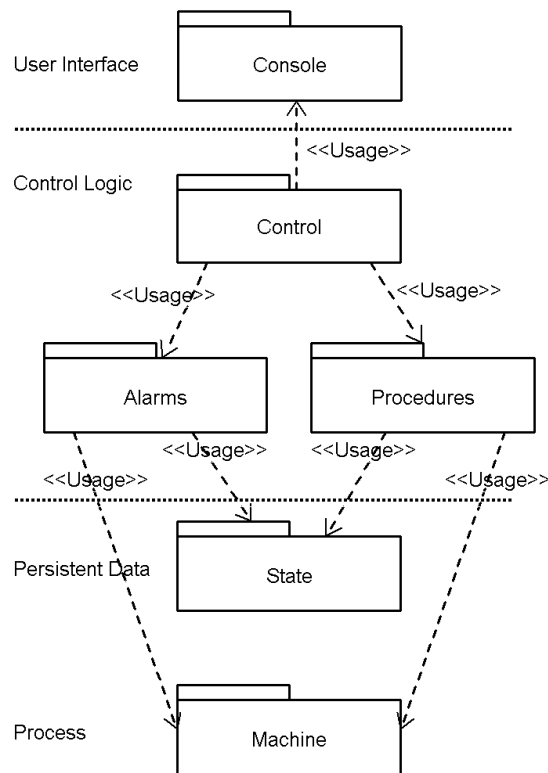 User Interface
Console
<<Usage>>
Control Logic
Control
<<Usage>>
<<Usage>>
Alarms
Procedures
<<Usage>>
<<Usage>>
<<Usage>>
<<Usage>>
Persistent Data
State
Process
Machine